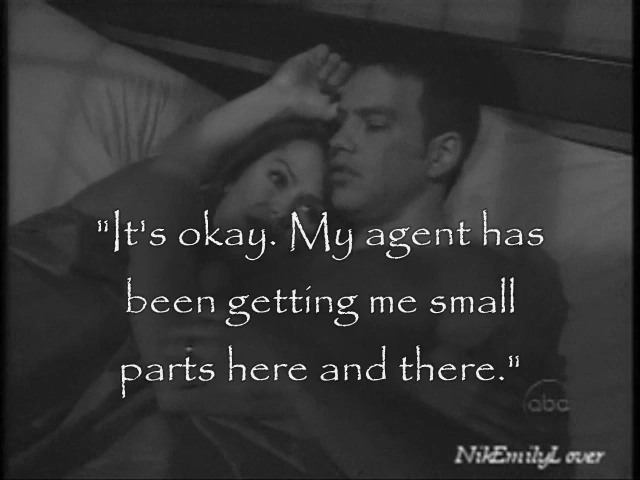 "It's okay. My agent has
been getting me small
parts here and there."
abc
NikEmilyLover